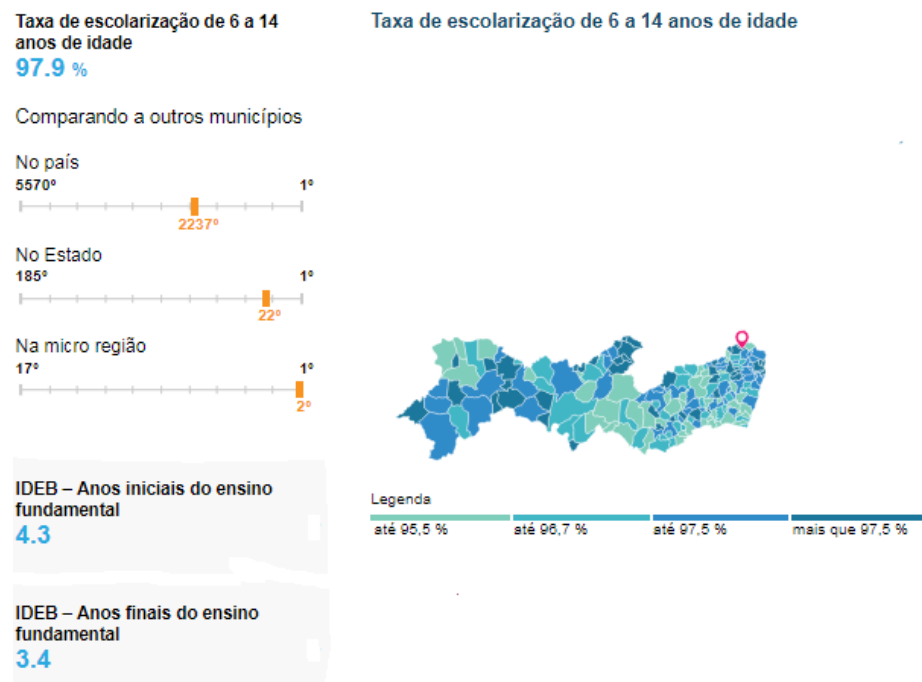 Taxa de escolarização de 6 a 14
anos de idade
97.9 %
Comparando a outros municípios
No país
5570º 1º
2237º
No Estado
185º 1º
22º
Na micro região
17º 1º
2º
IDEB – Anos iniciais do ensino
fundamental
4.3
IDEB – Anos finais do ensino
fundamental
3.4
Taxa de escolarização de 6 a 14 anos de idade
Legenda
até 95,5 % até 96,7 % até 97,5 % mais que 97,5 %